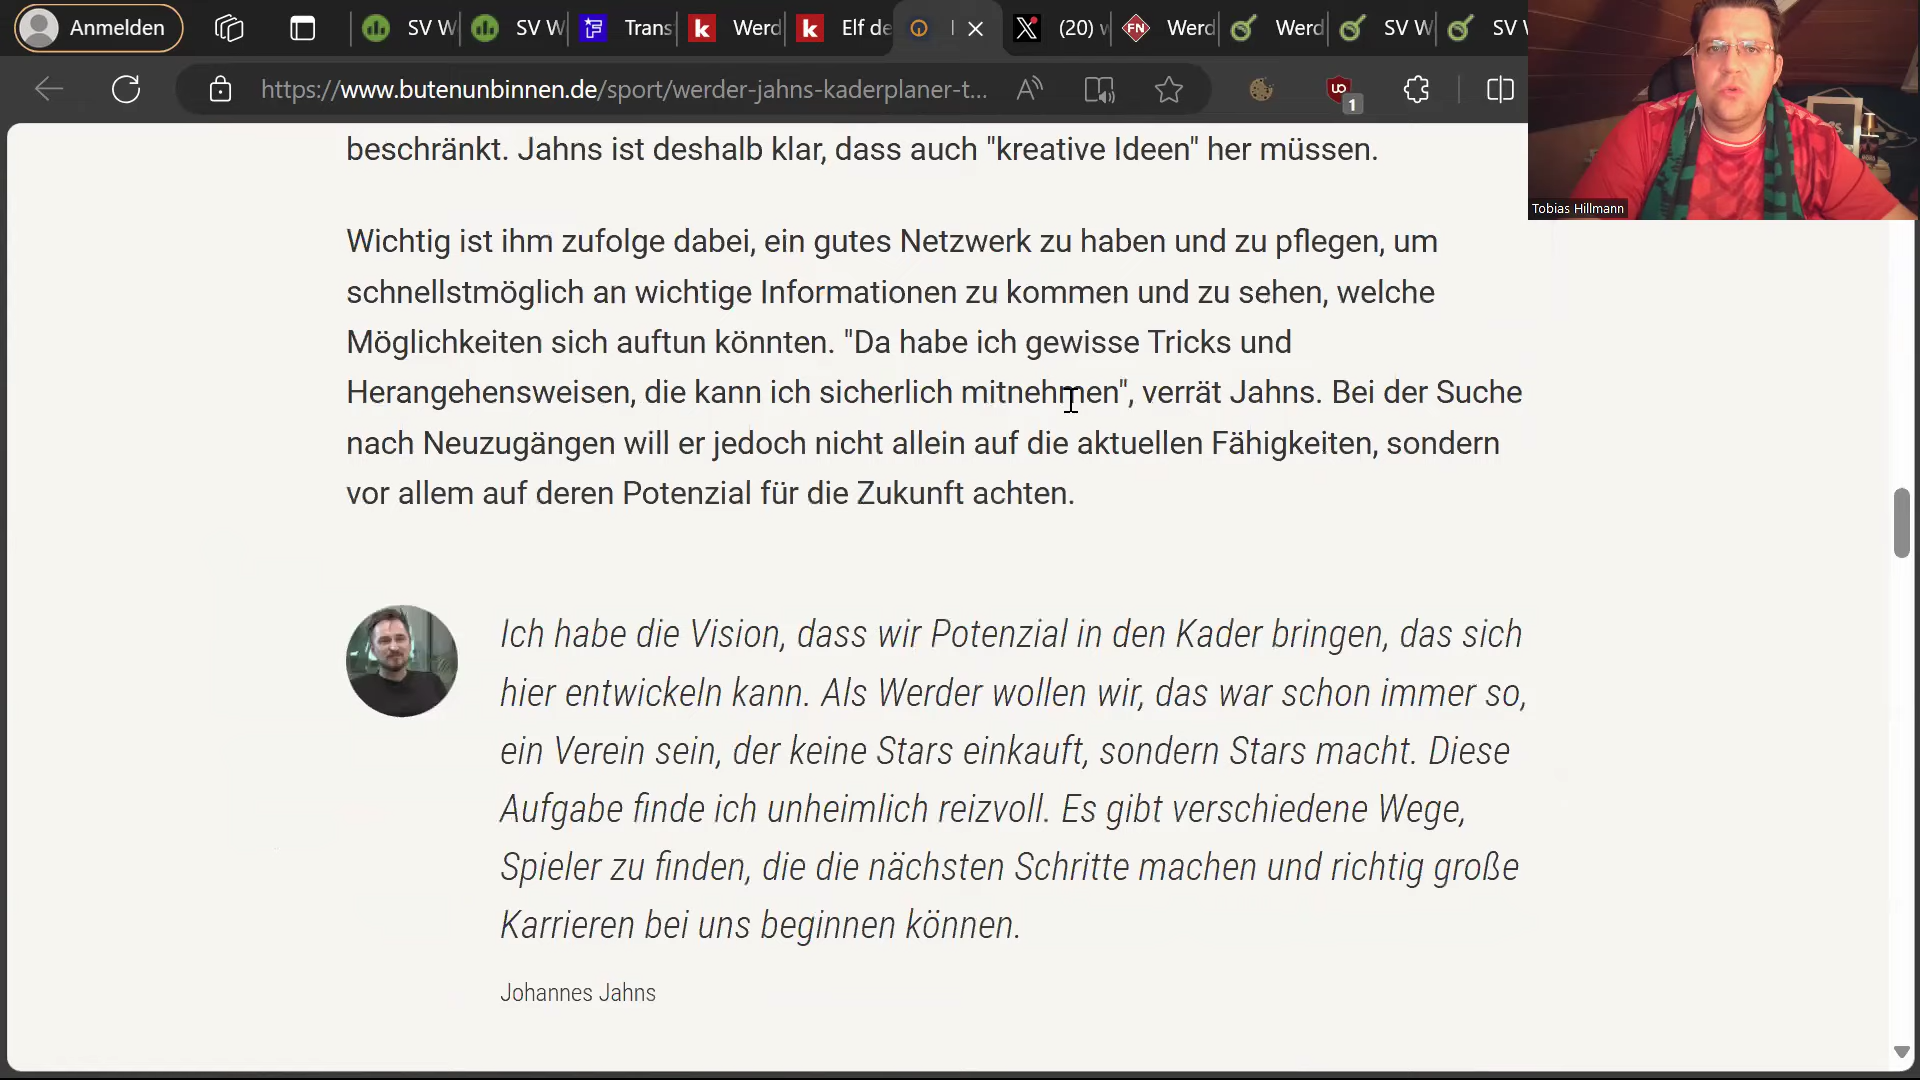 Anmelden
SV W
SV W
Trans
Werd
Elf de
(20) w
Werd
Werd
SV W
SV W
https://www.butenunbinnen.de/sport/werder-jahns-kaderplaner-t...
1
Tobias Hillmann
beschränkt. Jahns ist deshalb klar, dass auch "kreative Ideen" her müssen.
Wichtig ist ihm zufolge dabei, ein gutes Netzwerk zu haben und zu pflegen, um
schnellstmöglich an wichtige Informationen zu kommen und zu sehen, welche
Möglichkeiten sich auftun könnten. "Da habe ich gewisse Tricks und
Herangehensweisen, die kann ich sicherlich mitnehmen", verrät Jahns. Bei der Suche
nach Neuzugängen will er jedoch nicht allein auf die aktuellen Fähigkeiten, sondern
vor allem auf deren Potenzial für die Zukunft achten.
Ich habe die Vision, dass wir Potenzial in den Kader bringen, das sich
hier entwickeln kann. Als Werder wollen wir, das war schon immer so,
ein Verein sein, der keine Stars einkauft, sondern Stars macht. Diese
Aufgabe finde ich unheimlich reizvoll. Es gibt verschiedene Wege,
Spieler zu finden, die die nächsten Schritte machen und richtig große
Karrieren bei uns beginnen können.
Johannes Jahns